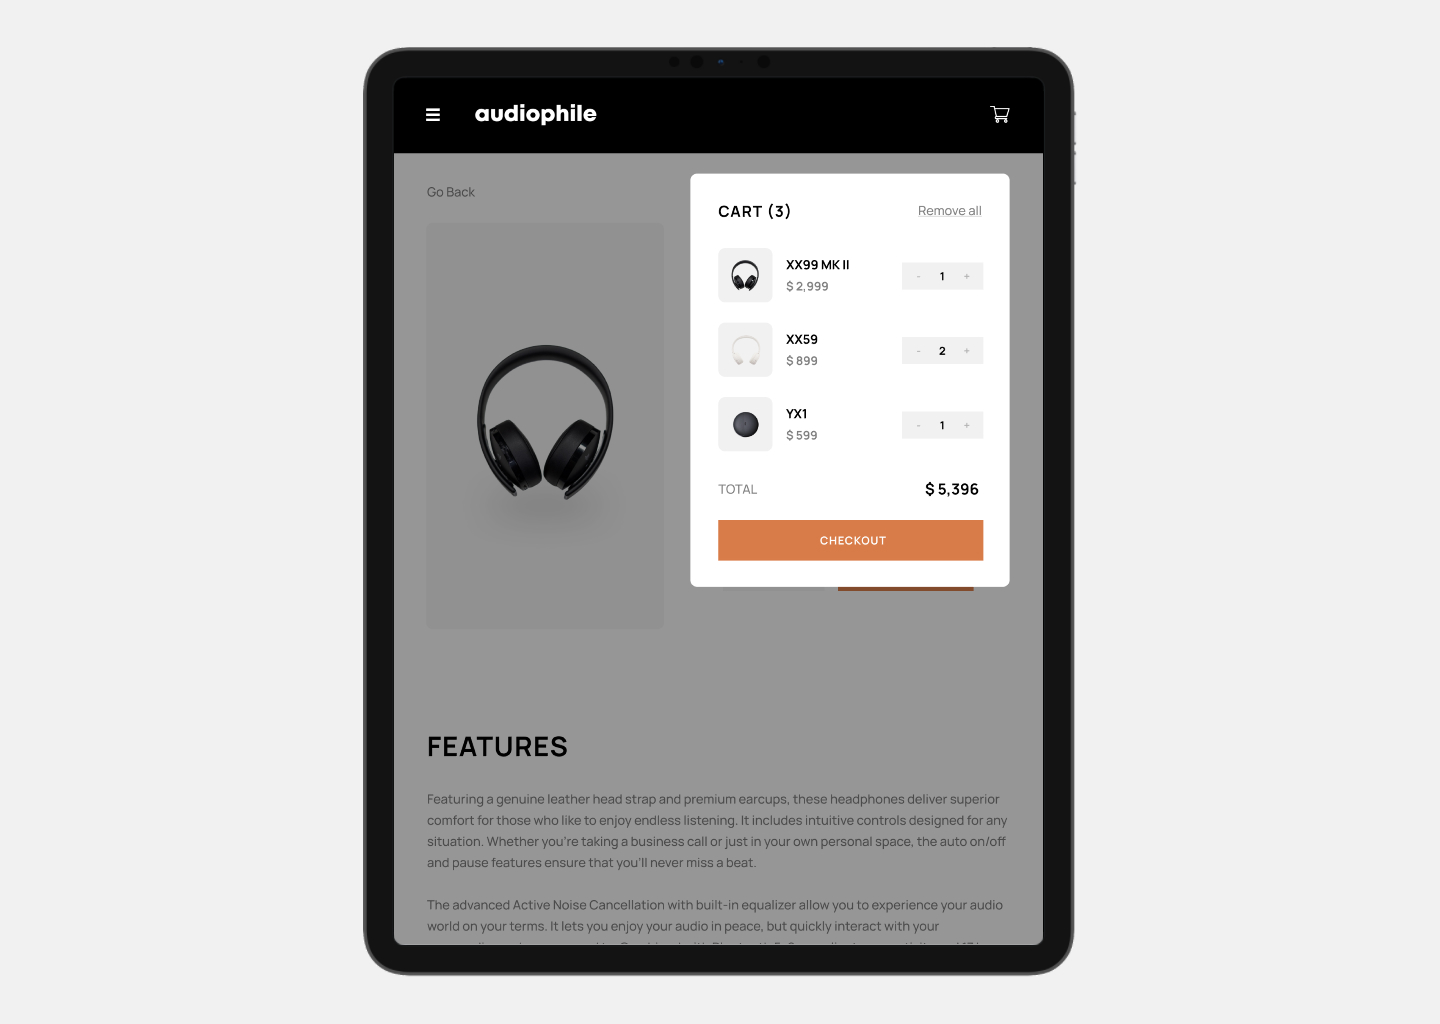 audiophile
Go Back
CART (3)
Remove all
XX99 MK II
$ 2,999
- 1 +
XX59
$ 899
- 2 +
YX1
$ 599
- 1 +
TOTAL
$ 5,396
CHECKOUT
FEATURES
Featuring a genuine leather head strap and premium earcups, these headphones deliver superior
comfort for those who like to enjoy endless listening. It includes intuitive controls designed for any
situation. Whether you're taking a business call or just in your own personal space, the auto on/off
and pause features ensure that you'll never miss a beat.
The advanced Active Noise Cancellation with built-in equalizer allow you to experience your audio
world on your terms. It lets you enjoy your audio in peace, but quickly interact with your